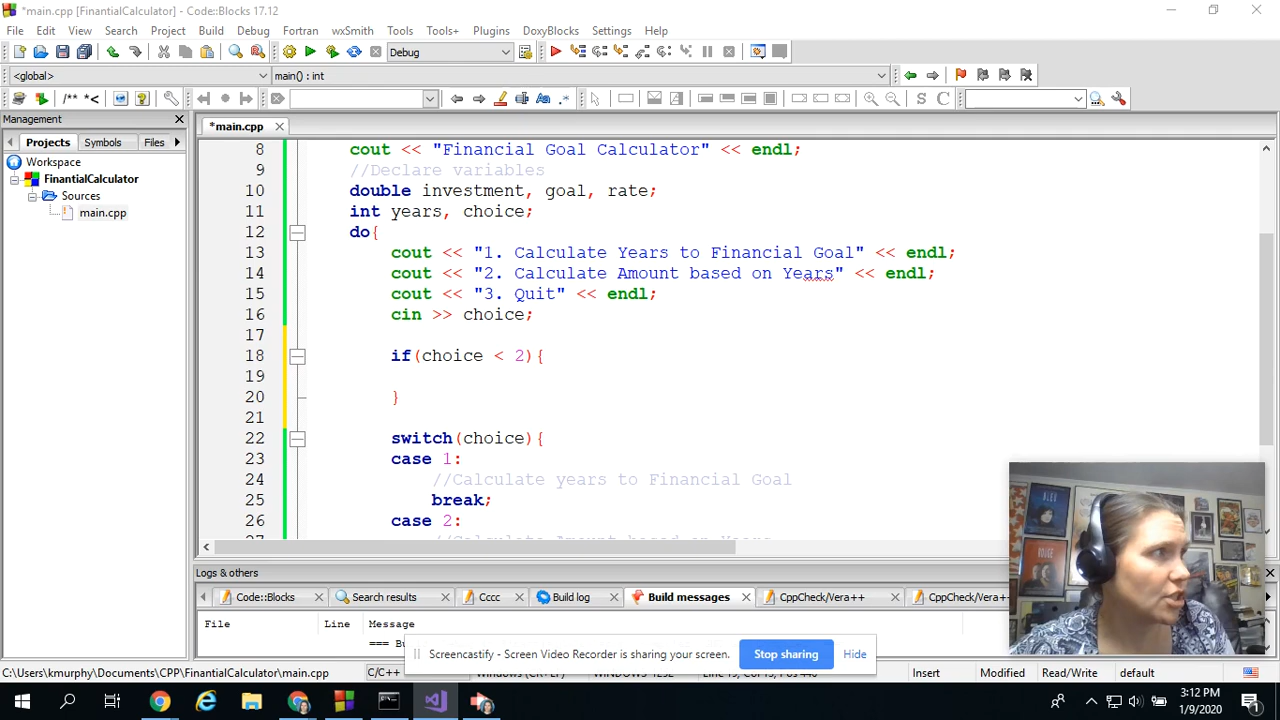 *main.cpp [FinantialCalculator] - Code::Blocks 17.12
File Edit View Search Project Build Debug Fortran wxSmith Tools Tools+ Plugins DoxyBlocks Settings Help
Debug
<global> main() : int
/** *<
Management
Projects Symbols Files
Workspace
FinantialCalculator
Sources
main.cpp
*main.cpp
8 cout << "Financial Goal Calculator" << endl;
9 //Declare variables
10 double investment, goal, rate;
11 int years, choice;
12 do{
13 cout << "1. Calculate Years to Financial Goal" << endl;
14 cout << "2. Calculate Amount based on Years" << endl;
15 cout << "3. Quit" << endl;
16 cin >> choice;
17
18 if(choice < 2){
19
20 }
21
22 switch(choice){
23 case 1:
24 //Calculate years to Financial Goal
25 break;
26 case 2:
27 //Calculate Amount based on Years
Logs & others
Code::Blocks Search results Cccc Build log Build messages CppCheck/Vera++ CppCheck/Vera++
File Line Message
=== Bu
Screencastify - Screen Video Recorder is sharing your screen. Stop sharing Hide
C:\Users\kmurphy\Documents\CPP\FinantialCalculator\main.cpp C/C++ Windows (CR+LF) WINDOWS-1252 Insert Modified Read/Write default
3:12 PM
1/9/2020